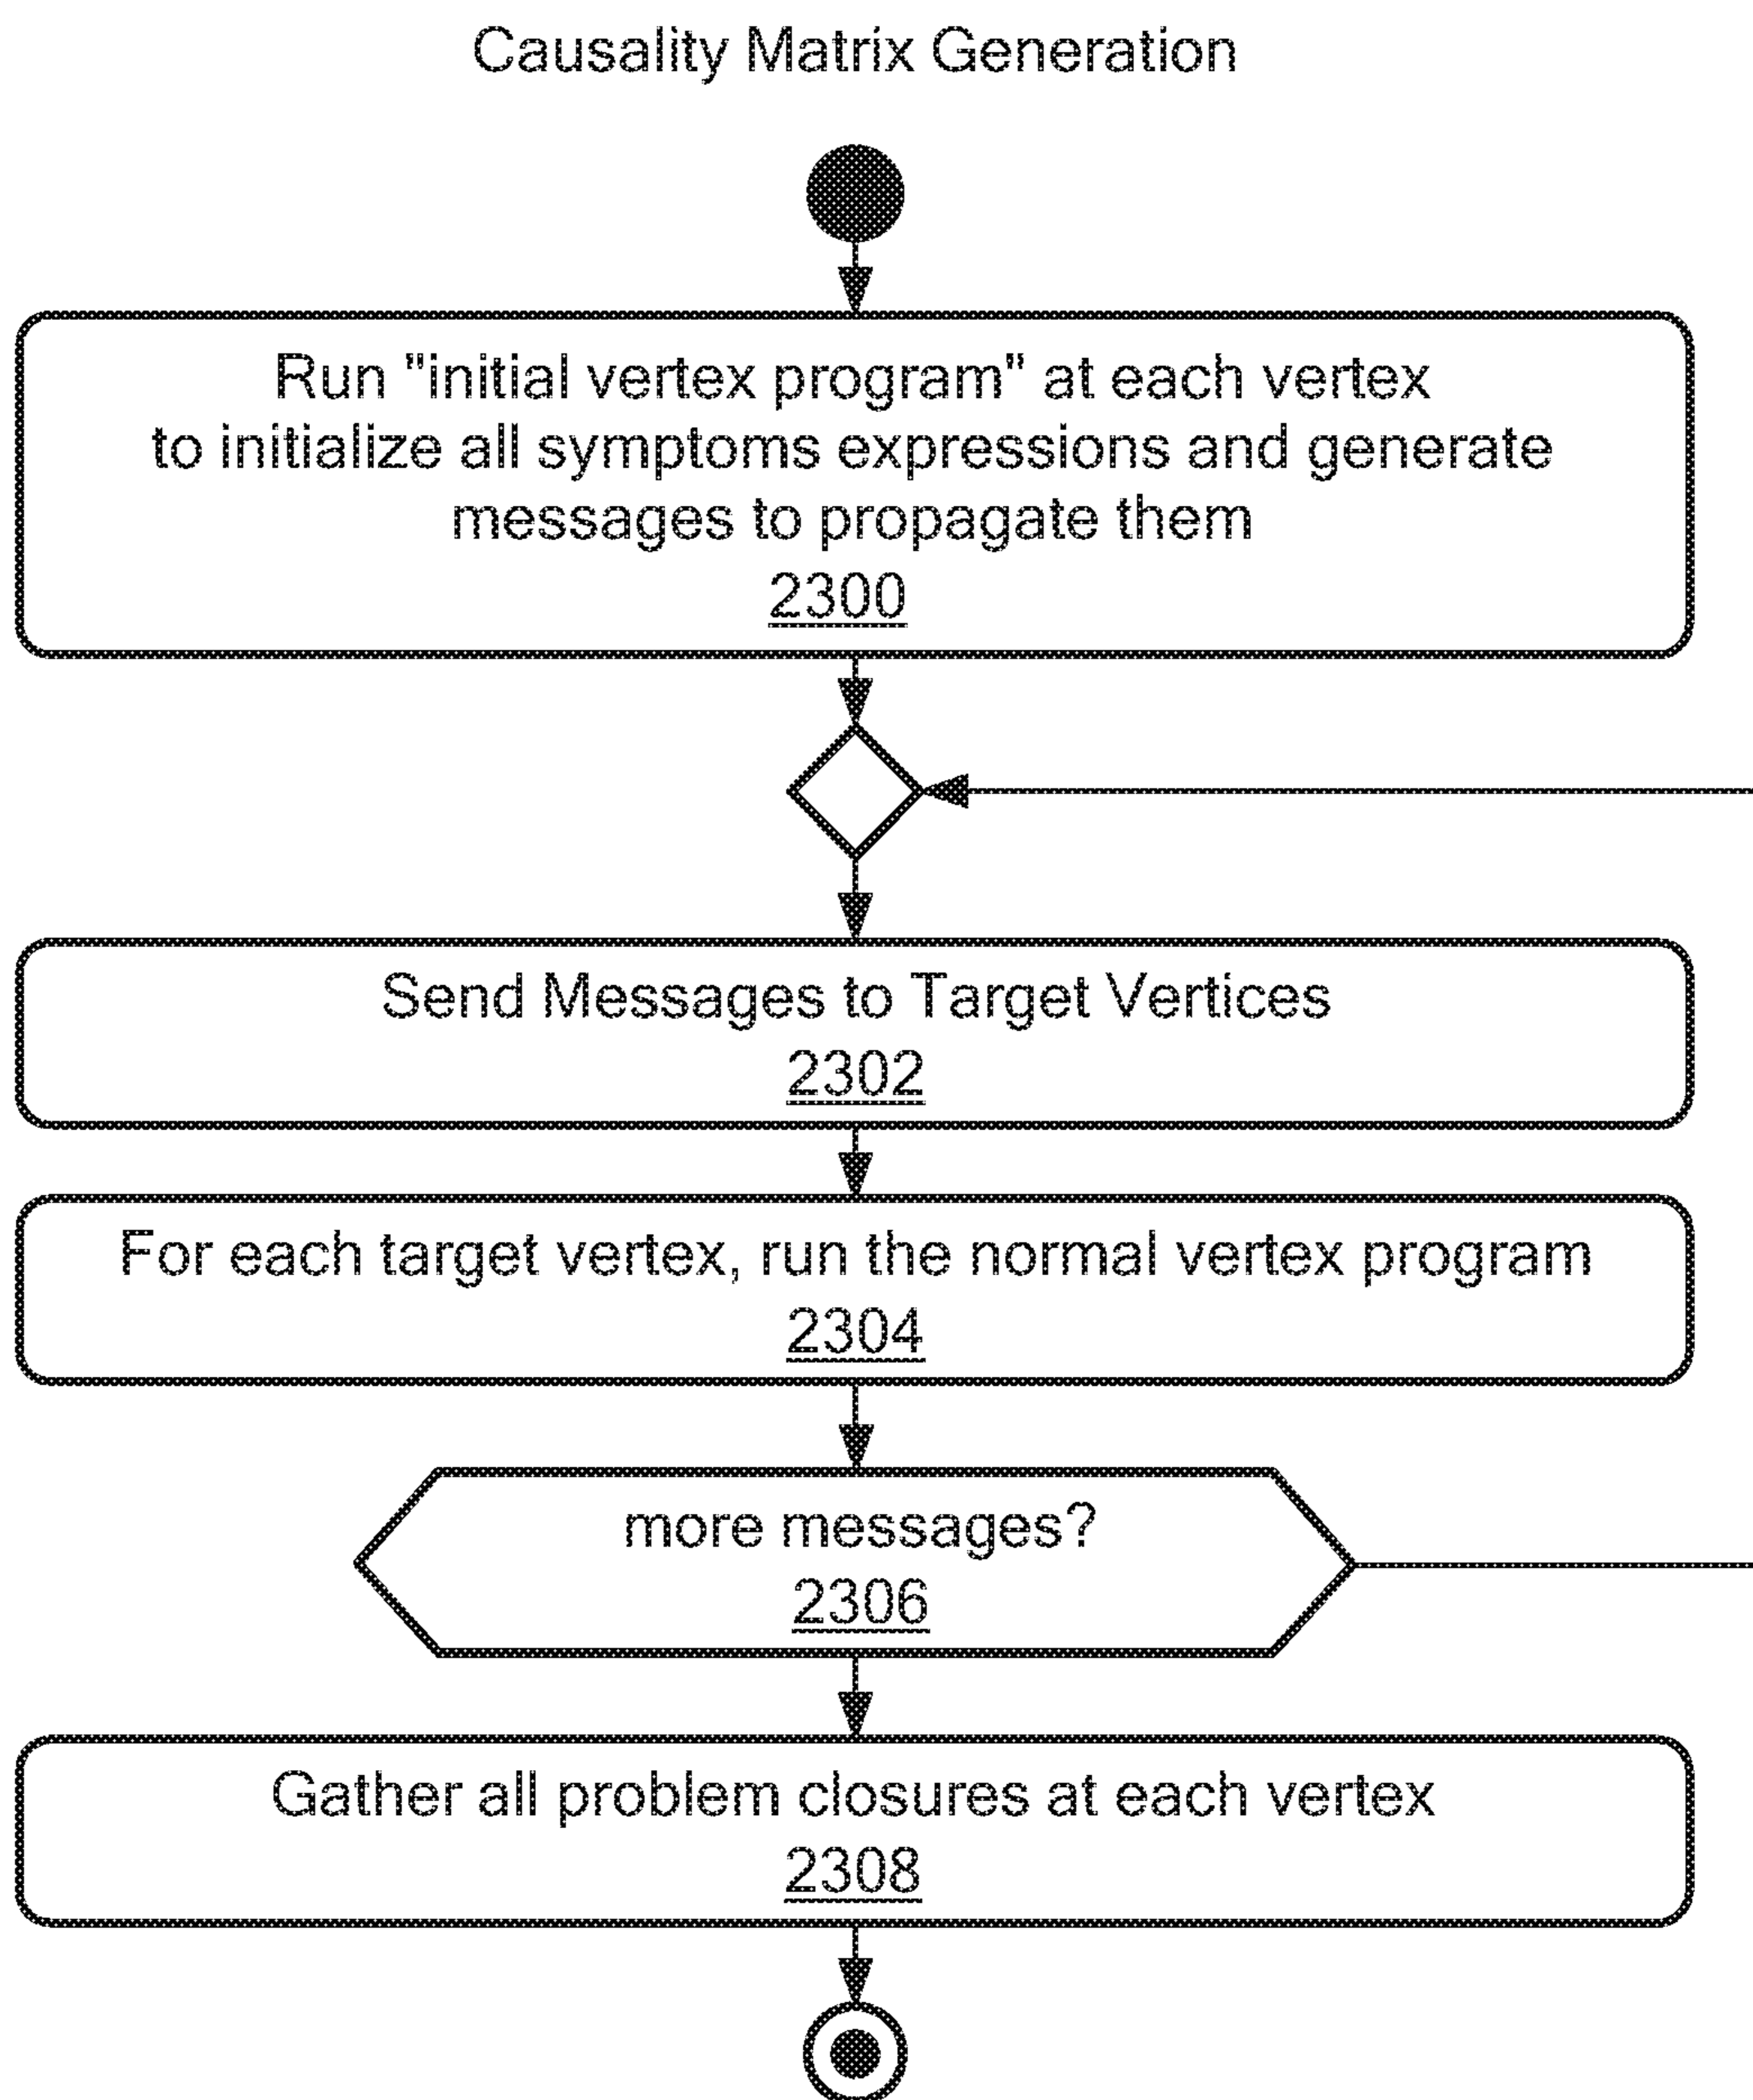 Causality Matrix Generation
Run "initial vertex program" at each vertex
to initialize all symptoms expressions and generate
messages to propagate them
2300
Send Messages to Target Vertices
2302
For each target vertex, run the normal vertex program
2304
more messages?
2306
Gather all problem closures at each vertex
2308